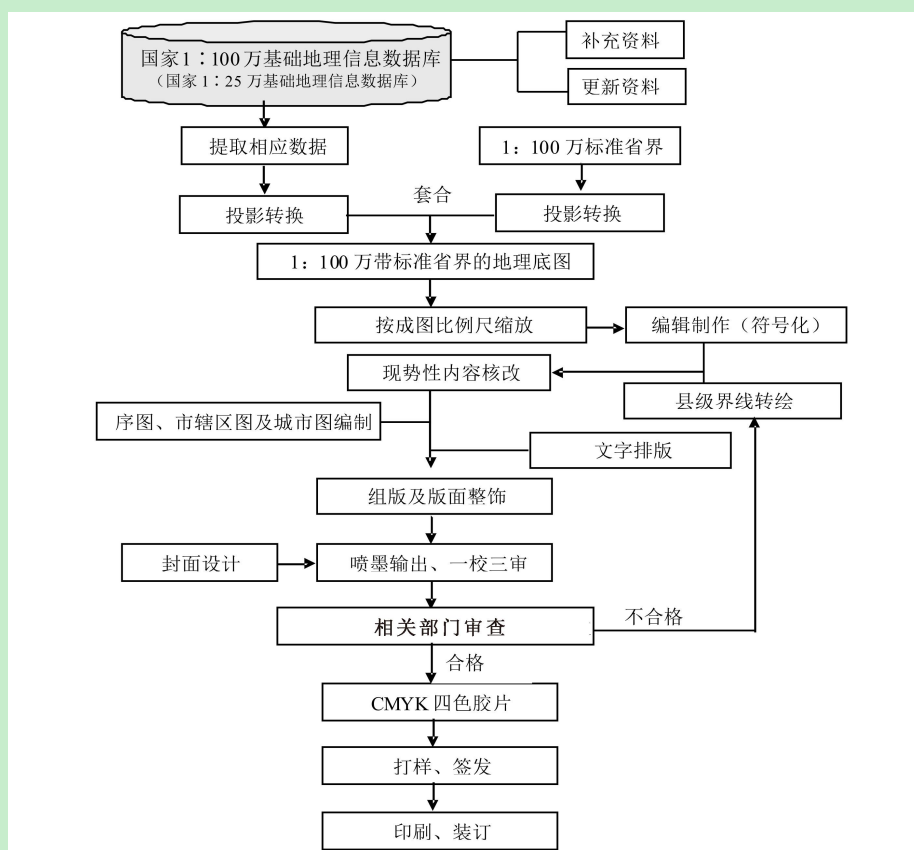 国家1∶100万基础地理信息数据库
（国家1∶25万基础地理信息数据库）
补充资料
更新资料
提取相应数据
1：100万标准省界
套合
投影转换
投影转换
1：100万带标准省界的地理底图
按成图比例尺缩放
编辑制作（符号化）
现势性内容核改
县级界线转绘
序图、市辖区图及城市图编制
文字排版
组版及版面整饰
封面设计
喷墨输出、一校三审
相关部门审查
不合格
合格
CMYK四色胶片
打样、签发
印刷、装订